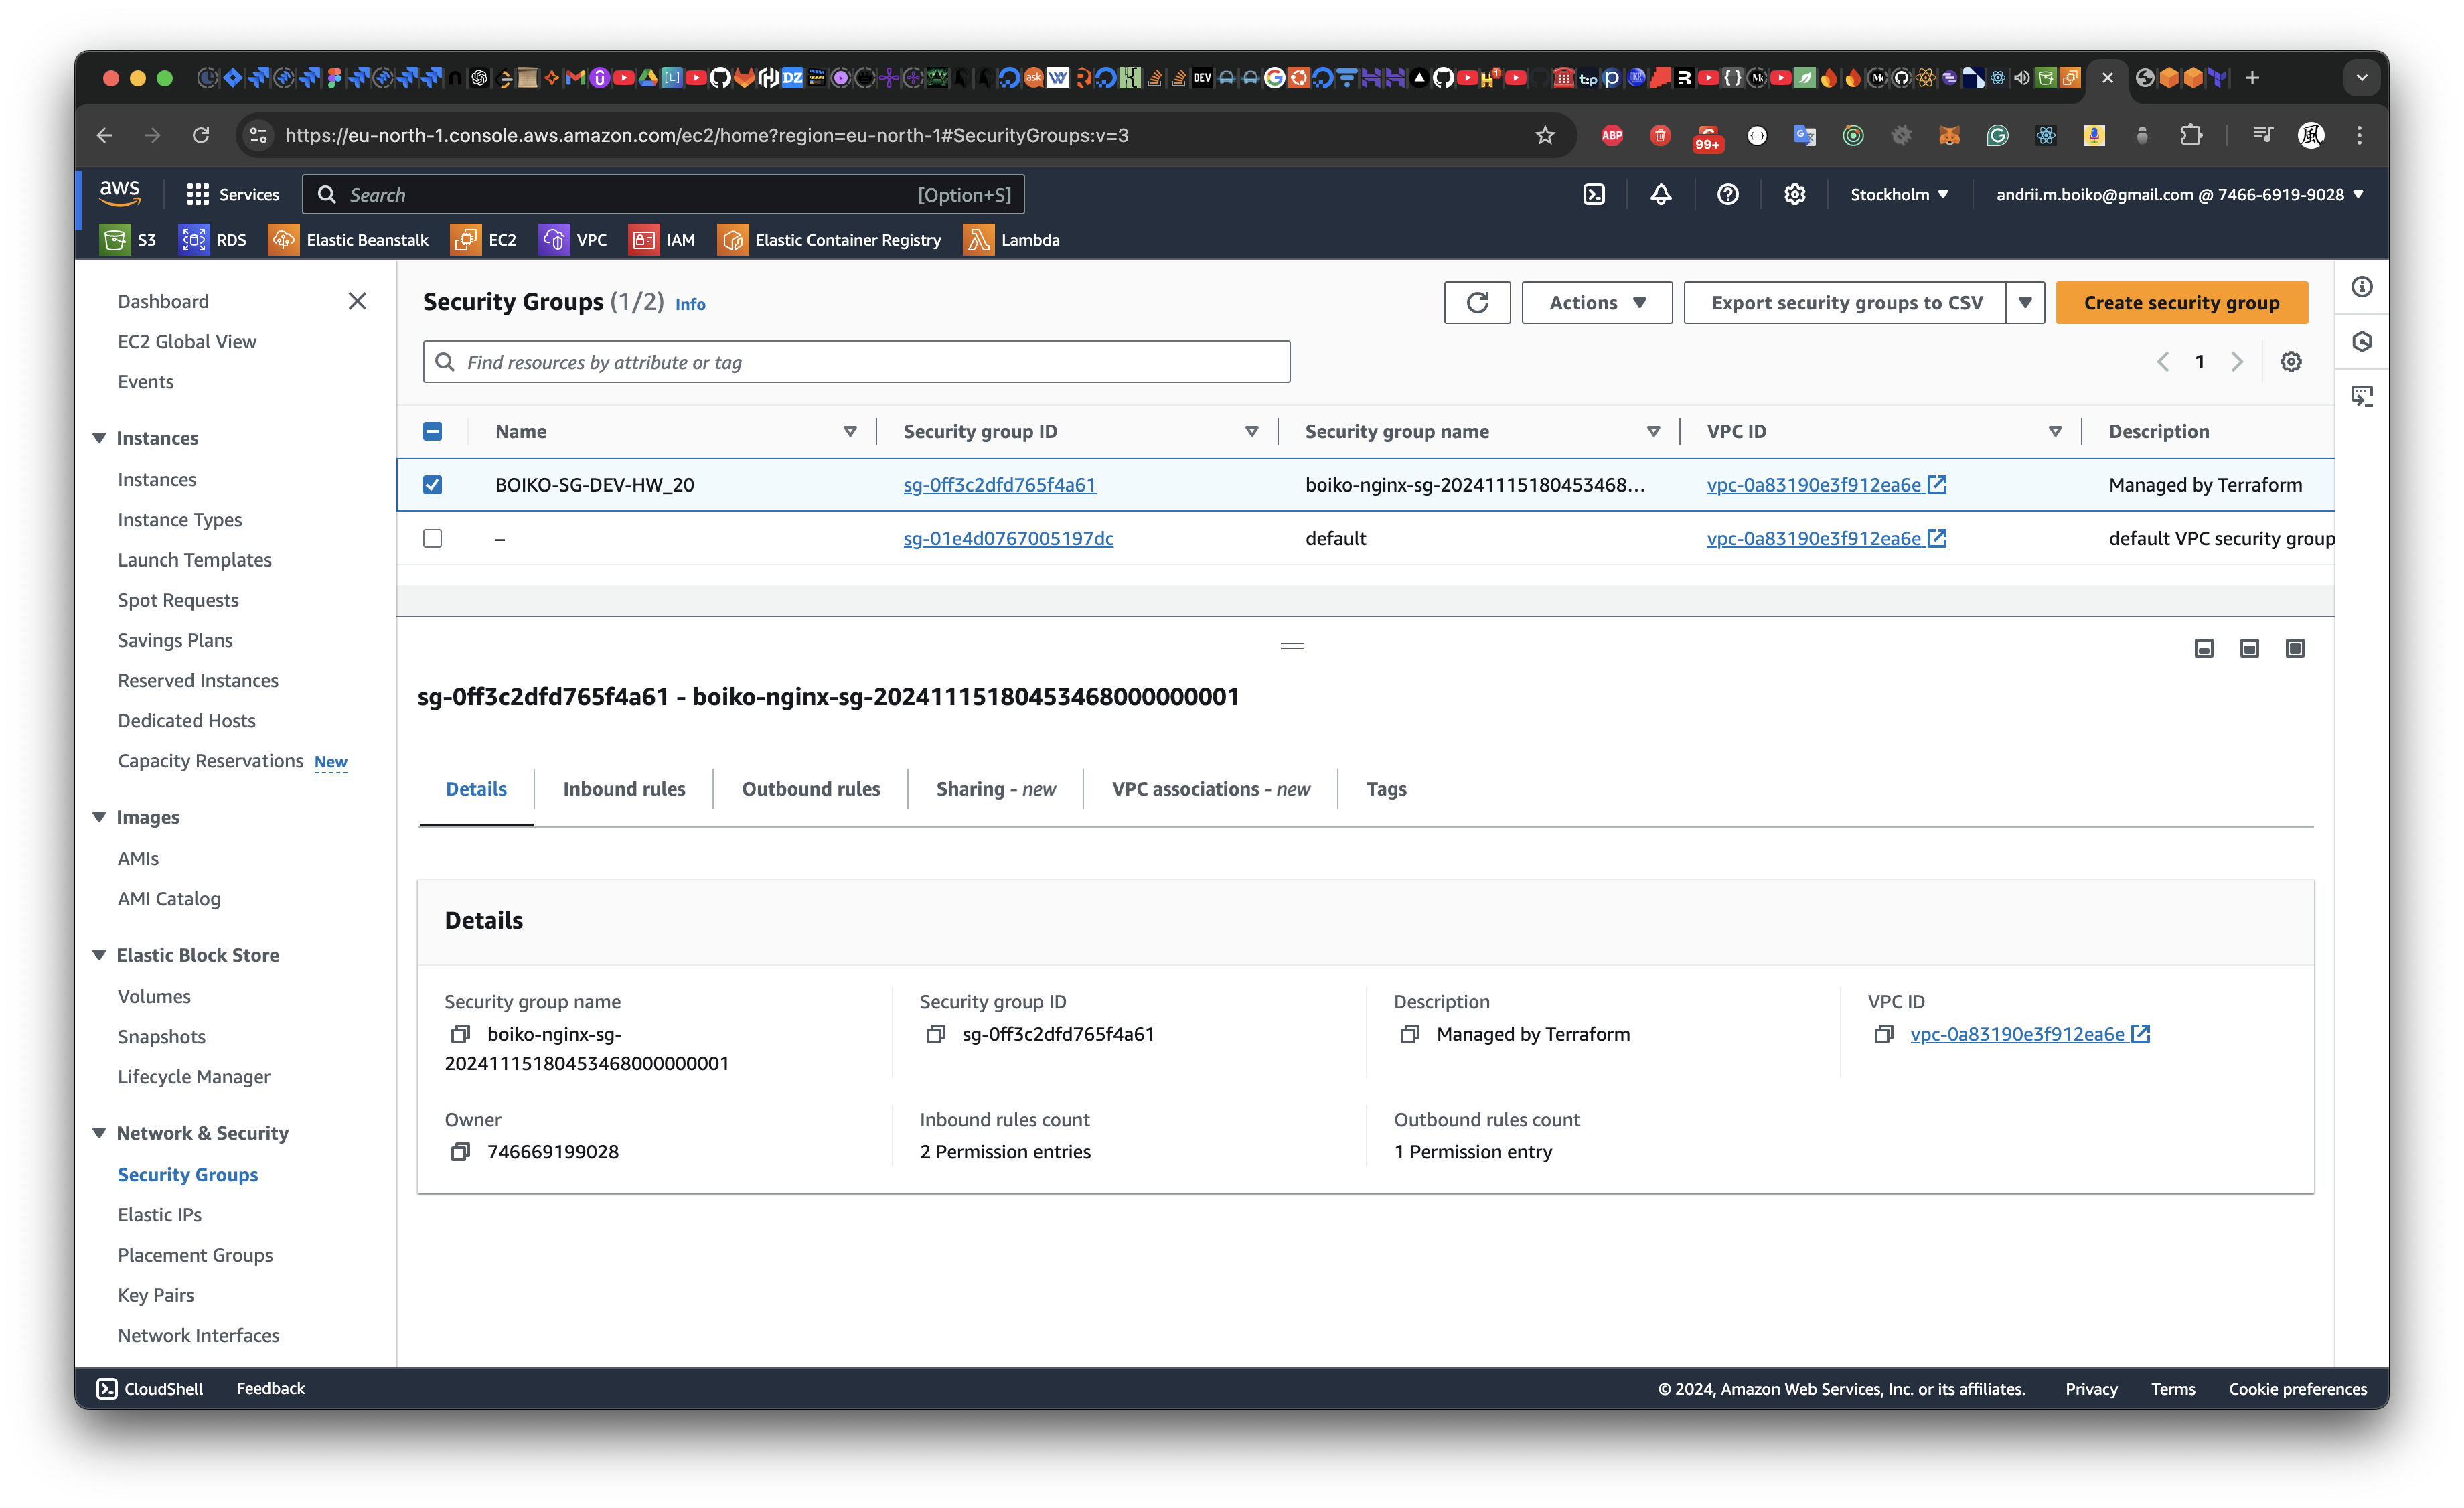 https://eu-north-1.console.aws.amazon.com/ec2/home?region=eu-north-1#SecurityGroups:v=3
ABP
99+
aws
Services
Search
[Option+S]
Stockholm
andrii.m.boiko@gmail.com @ 7466-6919-9028
S3
RDS
Elastic Beanstalk
EC2
VPC
IAM
Elastic Container Registry
Lambda
Dashboard
EC2 Global View
Events
Instances
Instances
Instance Types
Launch Templates
Spot Requests
Savings Plans
Reserved Instances
Dedicated Hosts
Capacity Reservations New
Images
AMIs
AMI Catalog
Elastic Block Store
Volumes
Snapshots
Lifecycle Manager
Network & Security
Security Groups
Elastic IPs
Placement Groups
Key Pairs
Network Interfaces
Security Groups (1/2) Info
Actions
Export security groups to CSV
Create security group
Find resources by attribute or tag
1
Name
Security group ID
Security group name
VPC ID
Description
BOIKO-SG-DEV-HW_20
sg-0ff3c2dfd765f4a61
boiko-nginx-sg-20241115180453468...
vpc-0a83190e3f912ea6e
Managed by Terraform
–
sg-01e4d0767005197dc
default
vpc-0a83190e3f912ea6e
default VPC security group
sg-0ff3c2dfd765f4a61 - boiko-nginx-sg-20241115180453468000000001
Details
Inbound rules
Outbound rules
Sharing - new
VPC associations - new
Tags
Details
Security group name
boiko-nginx-sg-
20241115180453468000000001
Security group ID
sg-0ff3c2dfd765f4a61
Description
Managed by Terraform
VPC ID
vpc-0a83190e3f912ea6e
Owner
746669199028
Inbound rules count
2 Permission entries
Outbound rules count
1 Permission entry
CloudShell
Feedback
© 2024, Amazon Web Services, Inc. or its affiliates.
Privacy
Terms
Cookie preferences